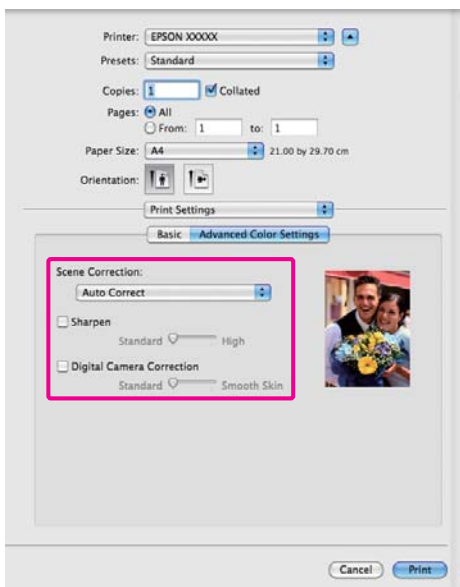 Printer: EPSON XXXXX
Presets: Standard
Copies: 1 Collated
Pages: All
From: 1 to: 1
Paper Size: A4 21.00 by 29.70 cm
Orientation:
Print Settings
Basic Advanced Color Settings
Scene Correction:
Auto Correct
Sharpen
Standard High
Digital Camera Correction
Standard Smooth Skin
Cancel Print